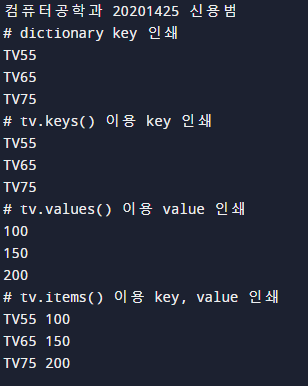 컴퓨터공학과 20201425 신용범
# dictionary key 인쇄
TV55
TV65
TV75
# tv.keys() 이용 key 인쇄
TV55
TV65
TV75
# tv.values() 이용 value 인쇄
100
150
200
# tv.items() 이용 key, value 인쇄
TV55 100
TV65 150
TV75 200